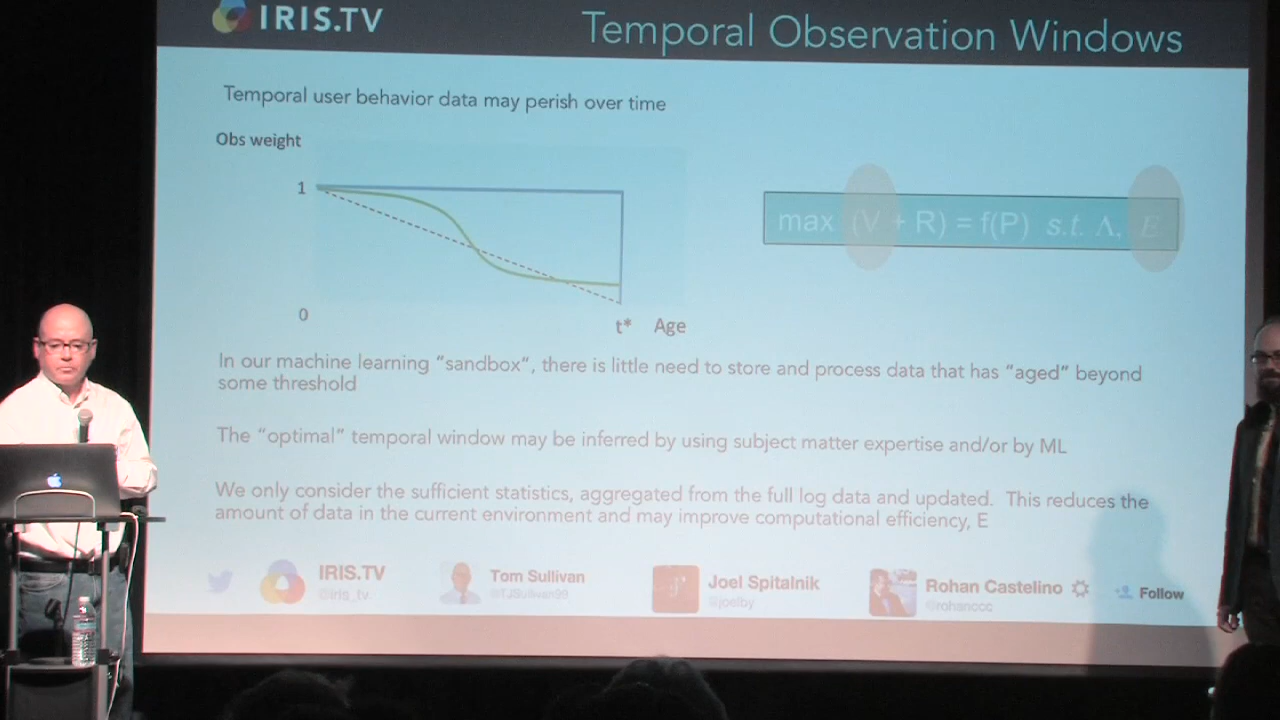 IRIS.TV
Temporal Observation Windows
Temporal user behavior data may perish over time
Obs weight
1
0
t* Age
max (V + R) = f(P) s.t. Λ, E
In our machine learning "sandbox", there is little need to store and process data that has "aged" beyond
some threshold
The "optimal" temporal window may be inferred by using subject matter expertise and/or by ML
We only consider the sufficient statistics, aggregated from the full log data and updated. This reduces the
amount of data in the current environment and may improve computational efficiency, E
IRIS.TV
@iris_tv
Tom Sullivan
@TJSullivan99
Joel Spitalnik
@joelby
Rohan Castelino
@rohanccc
Follow